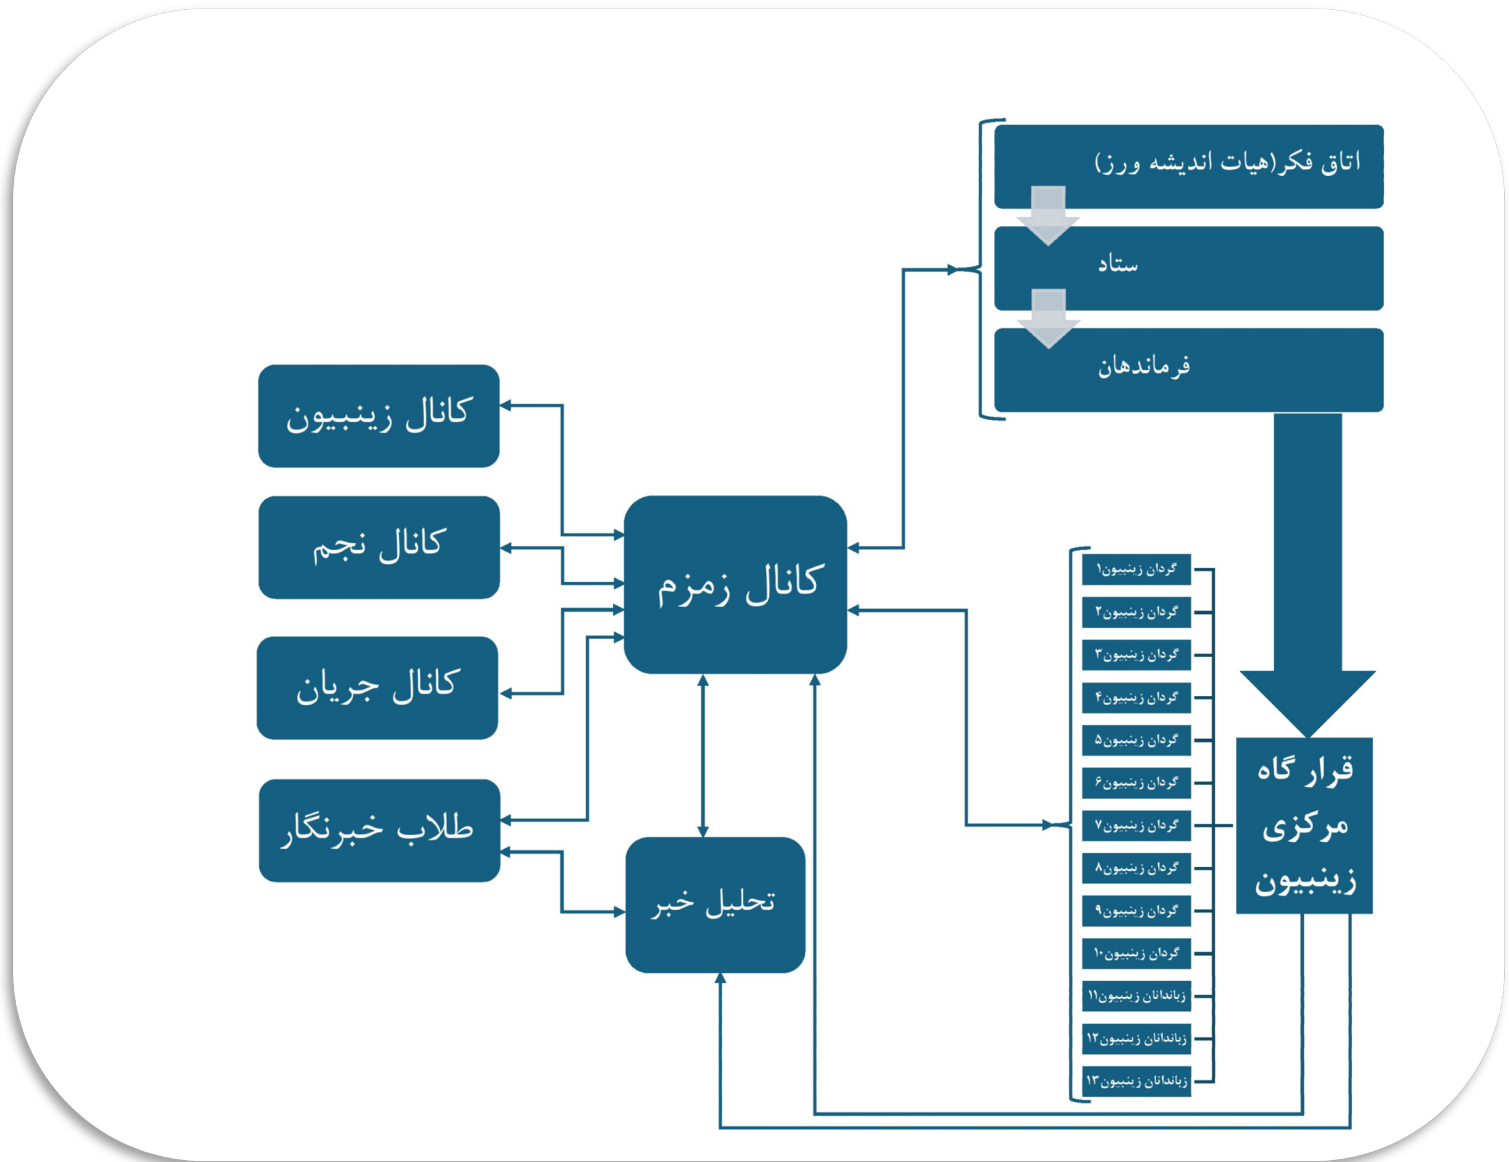 اتاق فکر(هیات اندیشه ورز)
ستاد
فرماندهان
قرار گاه
مرکزی
زینبیون
گردان زینبیون۱
گردان زینبیون۲
گردان زینبیون۳
گردان زینبیون۴
گردان زینبیون۵
گردان زینبیون۶
گردان زینبیون۷
گردان زینبیون۸
گردان زینبیون۹
گردان زینبیون۱۰
زباندانان زینبیون۱۱
زباندانان زینبیون۱۲
زباندانان زینبیون۱۳
کانال زمزم
تحلیل خبر
کانال زینبیون
کانال نجم
کانال جریان
طلاب خبرنگار